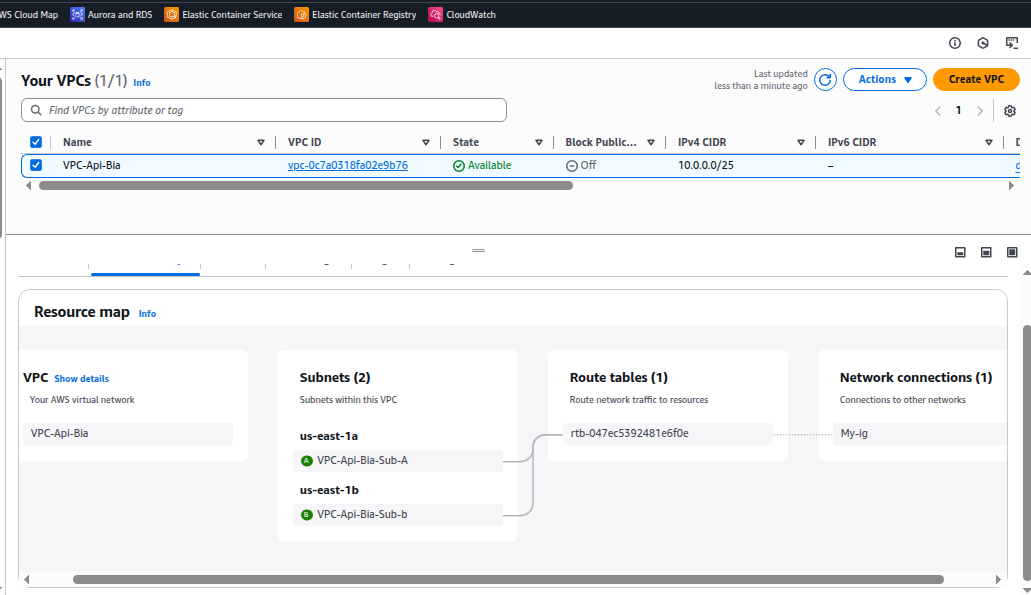 WS Cloud Map Aurora and RDS Elastic Container Service Elastic Container Registry CloudWatch
Your VPCs (1/1) Info
Last updated
less than a minute ago
Actions
Create VPC
Find VPCs by attribute or tag
1
Name VPC ID State Block Public... IPv4 CIDR IPv6 CIDR
VPC-Api-Bia vpc-0c7a0318fa02e9b76 Available Off 10.0.0.0/25 –
Resource map Info
VPC Show details
Your AWS virtual network
VPC-Api-Bia
Subnets (2)
Subnets within this VPC
us-east-1a
A VPC-Api-Bia-Sub-A
us-east-1b
B VPC-Api-Bia-Sub-b
Route tables (1)
Route network traffic to resources
rtb-047ec5392481e6f0e
Network connections (1)
Connections to other networks
My-ig